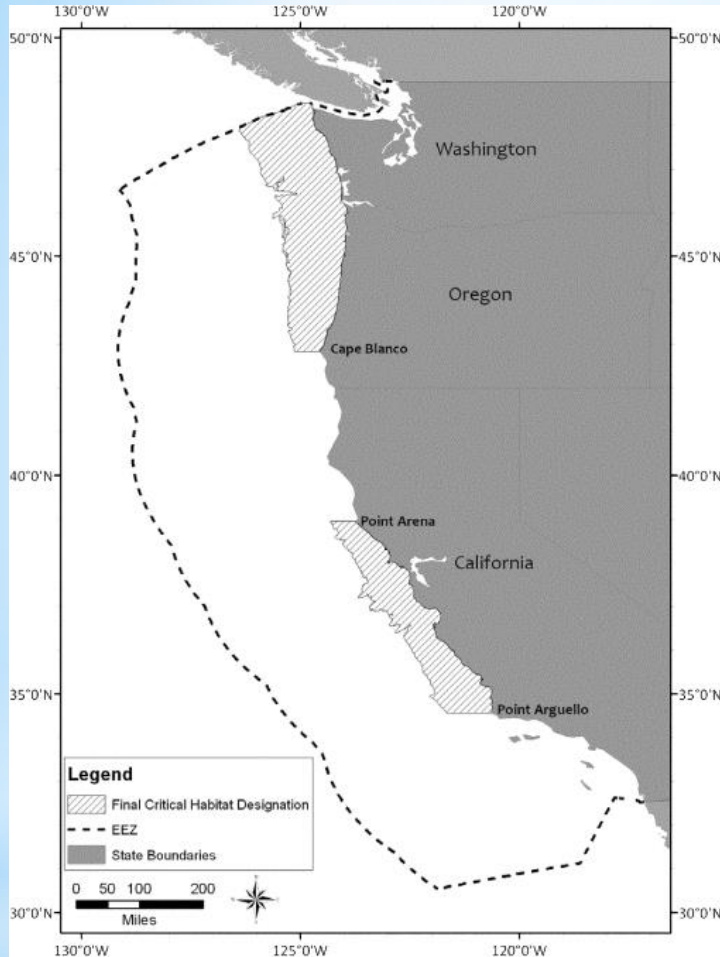 130°0'W 125°0'W 120°0'W
50°0'N 50°0'N
Washington
45°0'N 45°0'N
Oregon
Cape Blanco
40°0'N 40°0'N
Point Arena
California
35°0'N 35°0'N
Point Arguello
Legend
Final Critical Habitat Designation
EEZ
State Boundaries
0 50 100 200
Miles
30°0'N 30°0'N
130°0'W 125°0'W 120°0'W